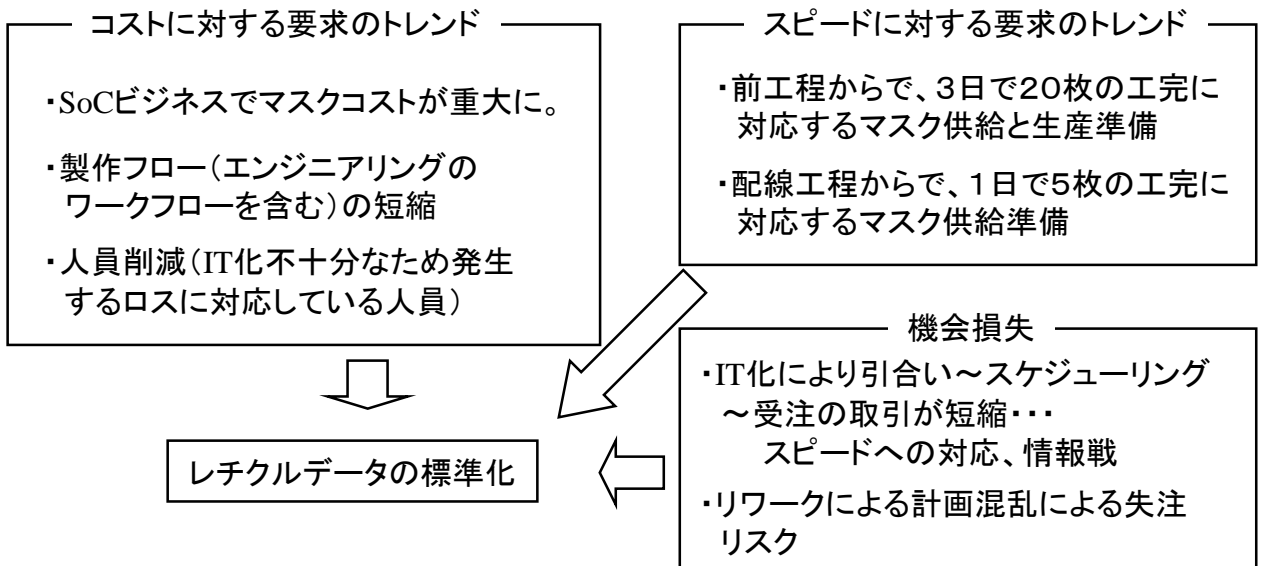 コストに対する要求のトレンド
・SoCビジネスでマスクコストが重大に。
・製作フロー（エンジニアリングの
ワークフローを含む）の短縮
・人員削減（IT化不十分なため発生
するロスに対応している人員）
スピードに対する要求のトレンド
・前工程からで、３日で２０枚の工完に
対応するマスク供給と生産準備
・配線工程からで、１日で５枚の工完に
対応するマスク供給準備
機会損失
・IT化により引合い～スケジューリング
～受注の取引が短縮・・・
スピードへの対応、情報戦
・リワークによる計画混乱による失注
リスク
レチクルデータの標準化